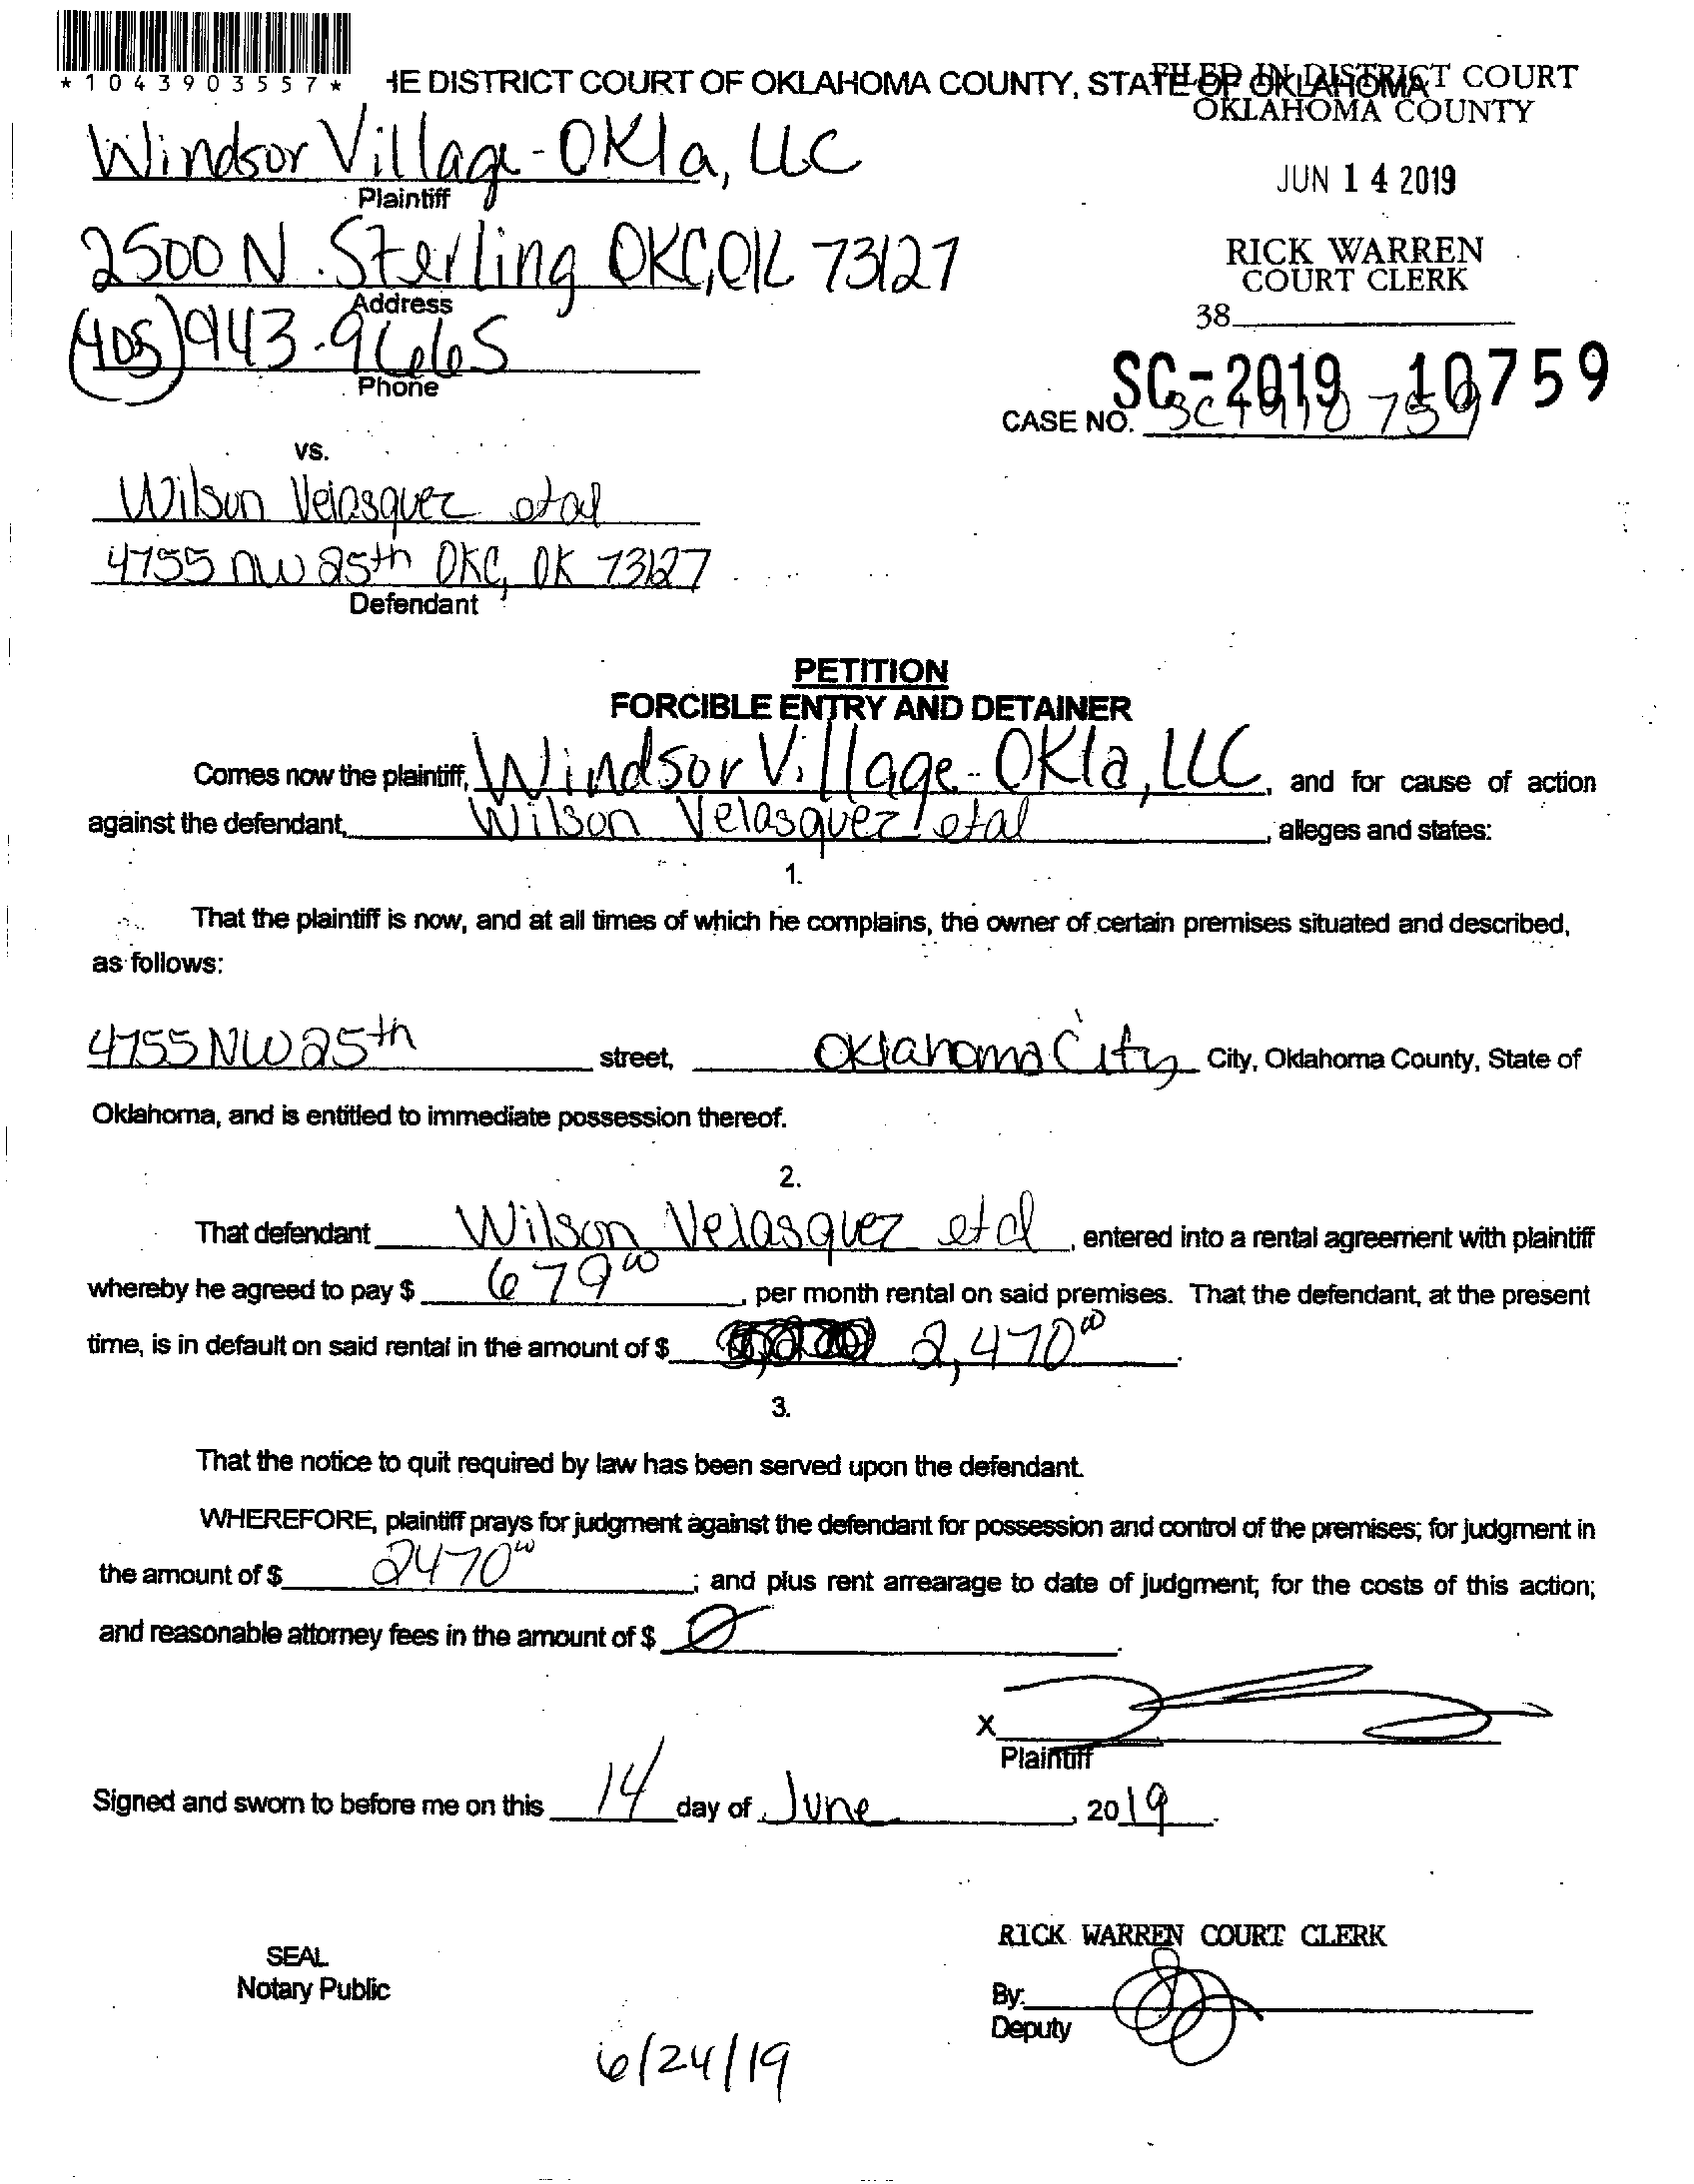 *1043903557*
HE DISTRICT COURT OF OKLAHOMA COUNTY, STATE OF OKLAHOMA
FILED IN DISTRICT COURT
OKLAHOMA COUNTY
Windsor Village-Okla, LLC
Plaintiff
JUN 14 2019
2500 N. Sterling OKC, OK 73127
Address
RICK WARREN
COURT CLERK
38
(405) 943-9665
Phone
SC-2019 10759
CASE NO. SC1910759
vs.
Wilson Velasquez et al
4755 NW 25th OKC, OK 73127
Defendant
PETITION
FORCIBLE ENTRY AND DETAINER
Comes now the plaintiff, Windsor Village-Okla, LLC, and for cause of action
against the defendant, Wilson Velasquez et al, alleges and states:
1.
That the plaintiff is now, and at all times of which he complains, the owner of certain premises situated and described,
as follows:
4755 NW 25th street, Oklahoma City City, Oklahoma County, State of
Oklahoma, and is entitled to immediate possession thereof.
2.
That defendant Wilson Velasquez et al, entered into a rental agreement with plaintiff
whereby he agreed to pay $ 679 00, per month rental on said premises. That the defendant, at the present
time, is in default on said rental in the amount of $ 2,470 00.
3.
That the notice to quit required by law has been served upon the defendant.
WHEREFORE, plaintiff prays for judgment against the defendant for possession and control of the premises; for judgment in
the amount of $ 2470 00; and plus rent arrearage to date of judgment; for the costs of this action;
and reasonable attorney fees in the amount of $ Ø.
X
Plaintiff
Signed and sworn to before me on this 14 day of June, 2019.
RICK WARREN COURT CLERK
SEAL
Notary Public
By:
Deputy
6/24/19